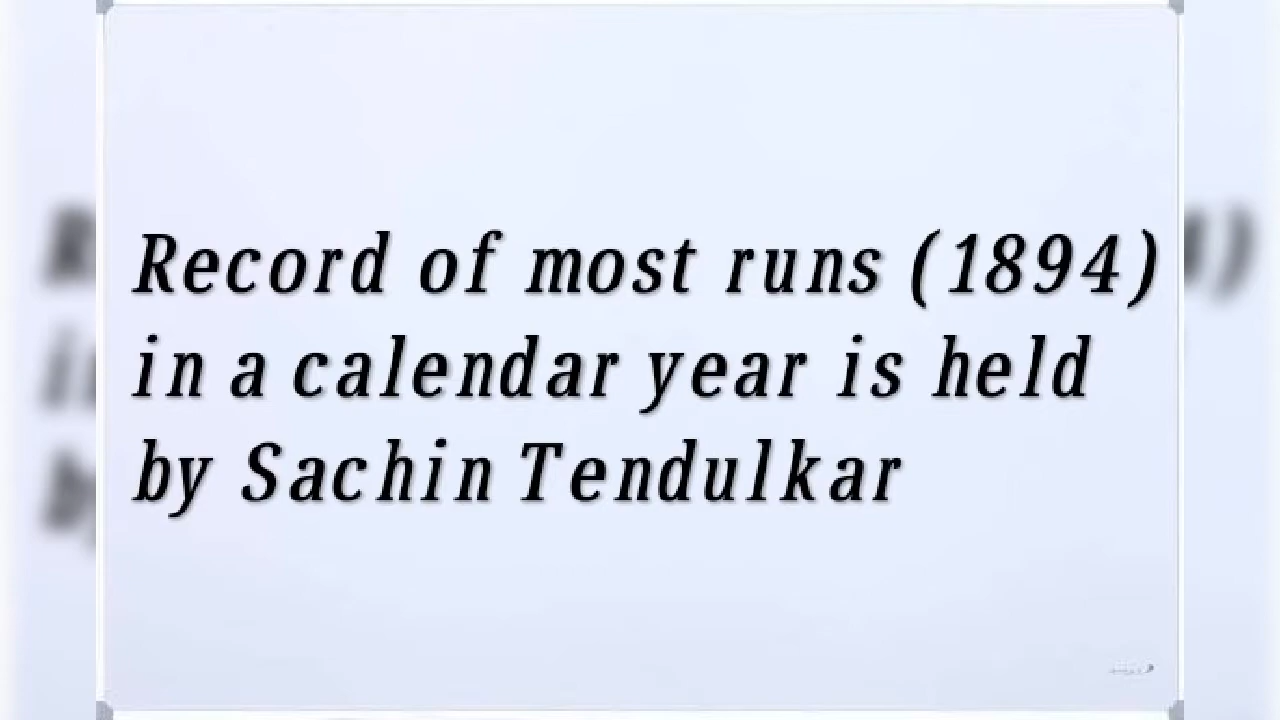 Record of most runs (1894)
in a calendar year is held
by Sachin Tendulkar